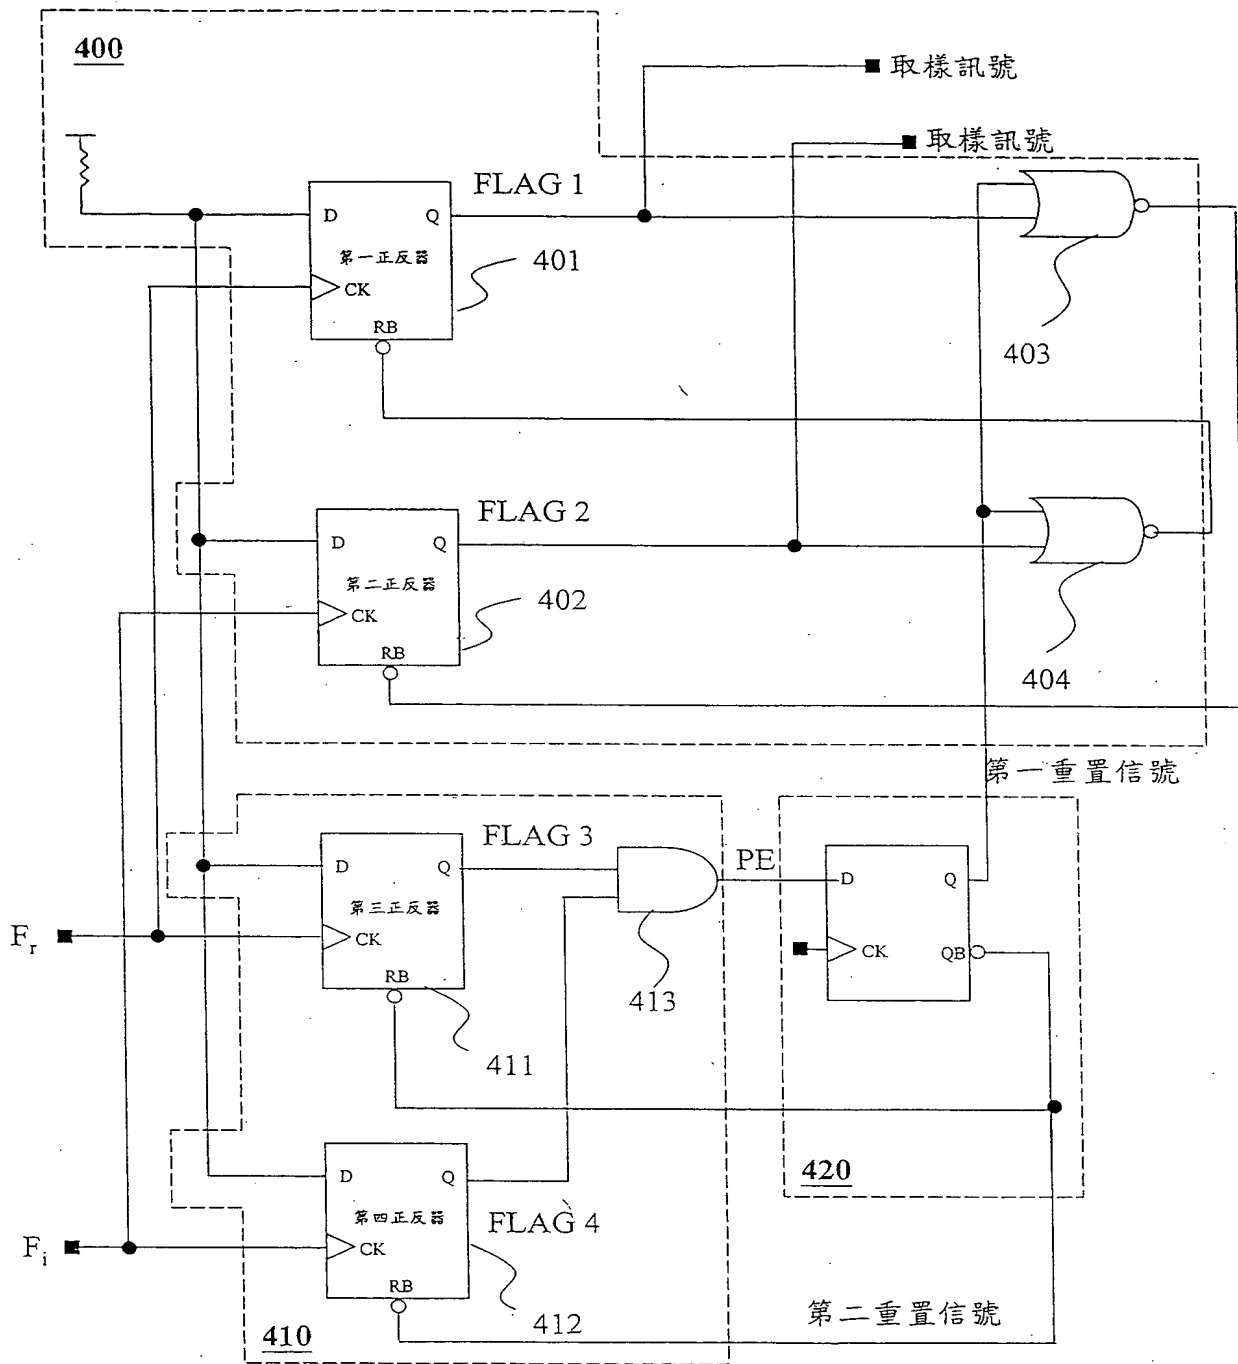 400
取樣訊號
取樣訊號
FLAG 1
D
Q
第一正反器
CK
RB
401
403
FLAG 2
D
Q
第二正反器
CK
RB
402
404
第一重置信號
FLAG 3
D
Q
第三正反器
CK
RB
411
413
PE
D
Q
CK
QB
420
Fr
FLAG 4
D
Q
第四正反器
CK
RB
412
Fi
410
第二重置信號